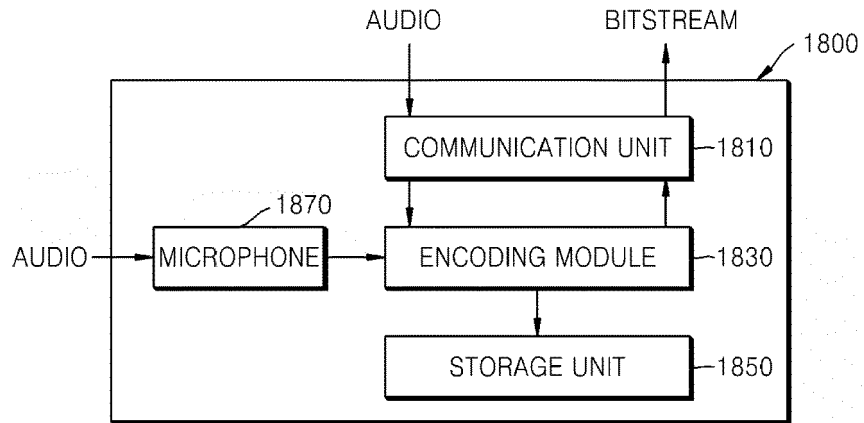 AUDIO BITSTREAM
1800
COMMUNICATION UNIT 1810
1870
AUDIO MICROPHONE ENCODING MODULE 1830
STORAGE UNIT 1850